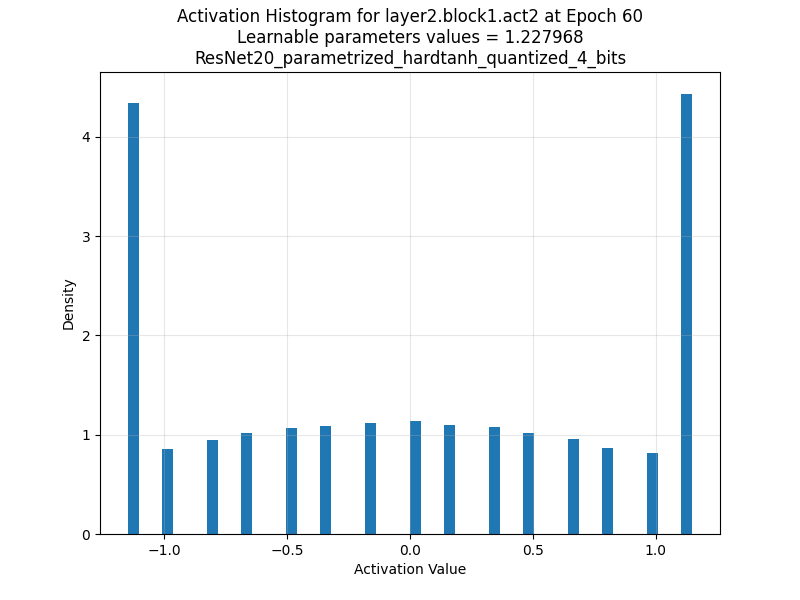 Activation Histogram for layer2.block1.act2 at Epoch 60
Learnable parameters values = 1.227968
ResNet20_parametrized_hardtanh_quantized_4_bits
4
3
2
1
0
Density
−1.0 −0.5 0.0 0.5 1.0
Activation Value